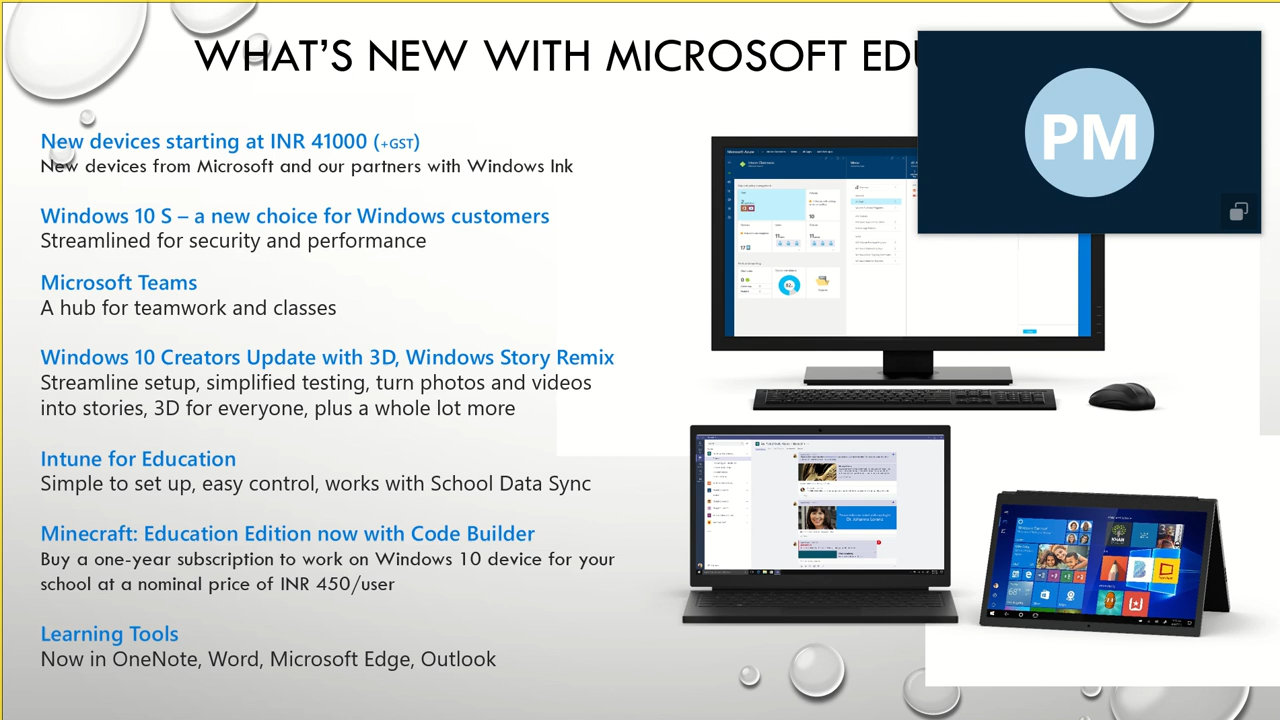 WHAT'S NEW WITH MICROSOFT EDU
PM
New devices starting at INR 41000 (+GST)
New devices from Microsoft and our partners with Windows Ink
Windows 10 S – a new choice for Windows customers
Streamlined for security and performance
Microsoft Teams
A hub for teamwork and classes
Windows 10 Creators Update with 3D, Windows Story Remix
Streamline setup, simplified testing, turn photos and videos
into stories, 3D for everyone, plus a whole lot more
Intune for Education
Simple to set up, easy control, works with School Data Sync
Minecraft: Education Edition now with Code Builder
Buy a one-year subscription to work on Windows 10 device for your
school at a nominal price of INR 450/user
Learning Tools
Now in OneNote, Word, Microsoft Edge, Outlook